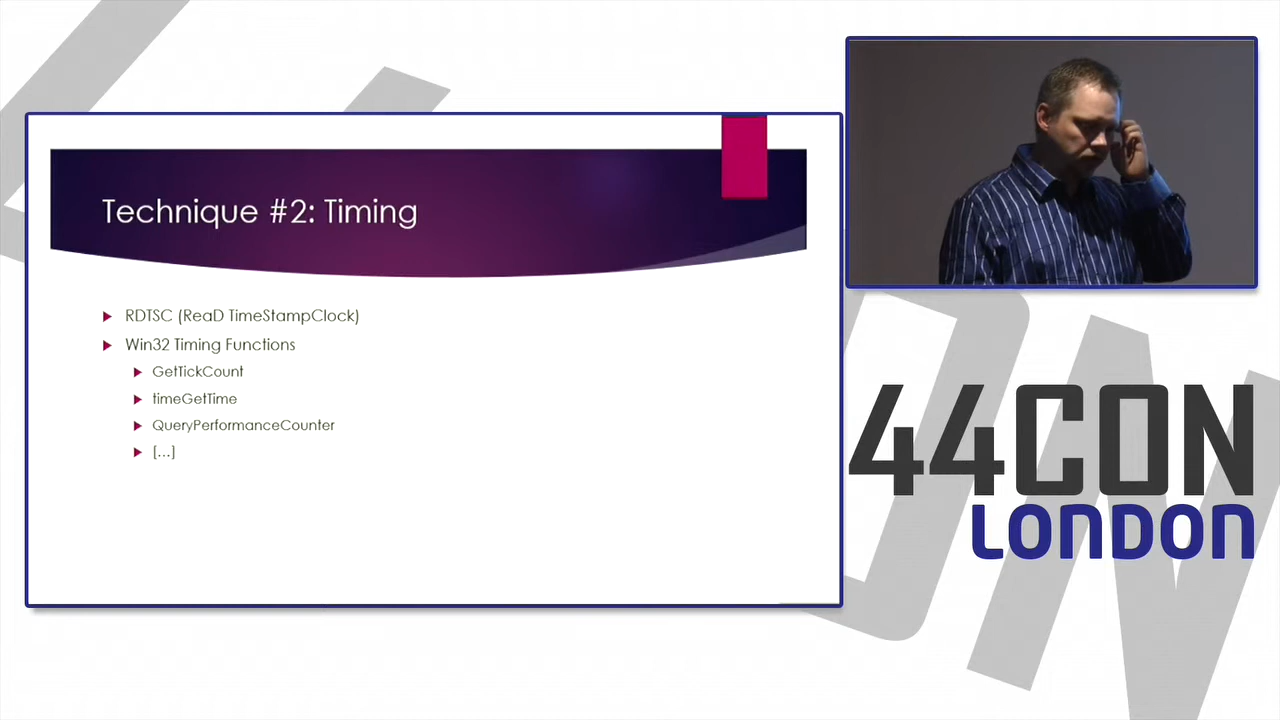 Technique #2: Timing
RDTSC (ReaD TimeStampClock)
Win32 Timing Functions
GetTickCount
timeGetTime
QueryPerformanceCounter
[...]
44CON
LONDON